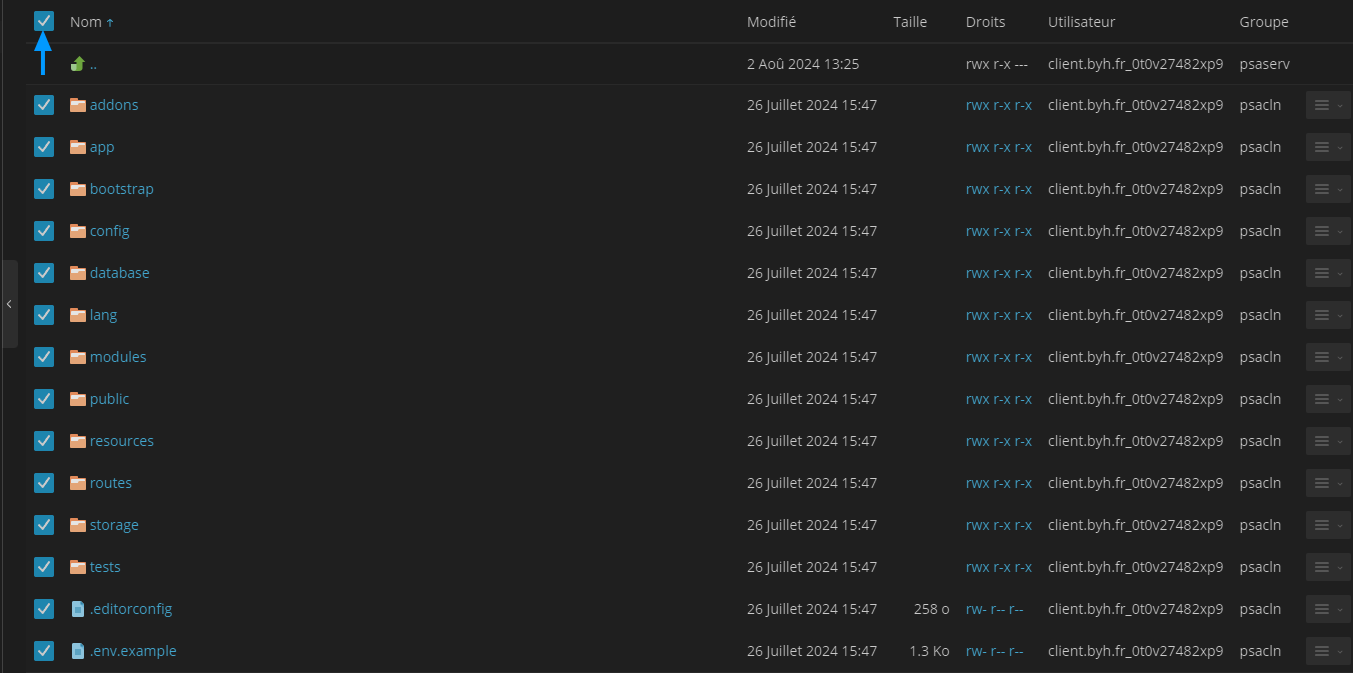 Nom ↑ Modifié Taille Droits Utilisateur Groupe
.. 2 Aoû 2024 13:25 rwx r-x --- client.byh.fr_0t0v27482xp9 psaserv
addons 26 Juillet 2024 15:47 rwx r-x r-x client.byh.fr_0t0v27482xp9 psacln
app 26 Juillet 2024 15:47 rwx r-x r-x client.byh.fr_0t0v27482xp9 psacln
bootstrap 26 Juillet 2024 15:47 rwx r-x r-x client.byh.fr_0t0v27482xp9 psacln
config 26 Juillet 2024 15:47 rwx r-x r-x client.byh.fr_0t0v27482xp9 psacln
database 26 Juillet 2024 15:47 rwx r-x r-x client.byh.fr_0t0v27482xp9 psacln
lang 26 Juillet 2024 15:47 rwx r-x r-x client.byh.fr_0t0v27482xp9 psacln
modules 26 Juillet 2024 15:47 rwx r-x r-x client.byh.fr_0t0v27482xp9 psacln
public 26 Juillet 2024 15:47 rwx r-x r-x client.byh.fr_0t0v27482xp9 psacln
resources 26 Juillet 2024 15:47 rwx r-x r-x client.byh.fr_0t0v27482xp9 psacln
routes 26 Juillet 2024 15:47 rwx r-x r-x client.byh.fr_0t0v27482xp9 psacln
storage 26 Juillet 2024 15:47 rwx r-x r-x client.byh.fr_0t0v27482xp9 psacln
tests 26 Juillet 2024 15:47 rwx r-x r-x client.byh.fr_0t0v27482xp9 psacln
.editorconfig 26 Juillet 2024 15:47 258 o rw- r-- r-- client.byh.fr_0t0v27482xp9 psacln
.env.example 26 Juillet 2024 15:47 1.3 Ko rw- r-- r-- client.byh.fr_0t0v27482xp9 psacln